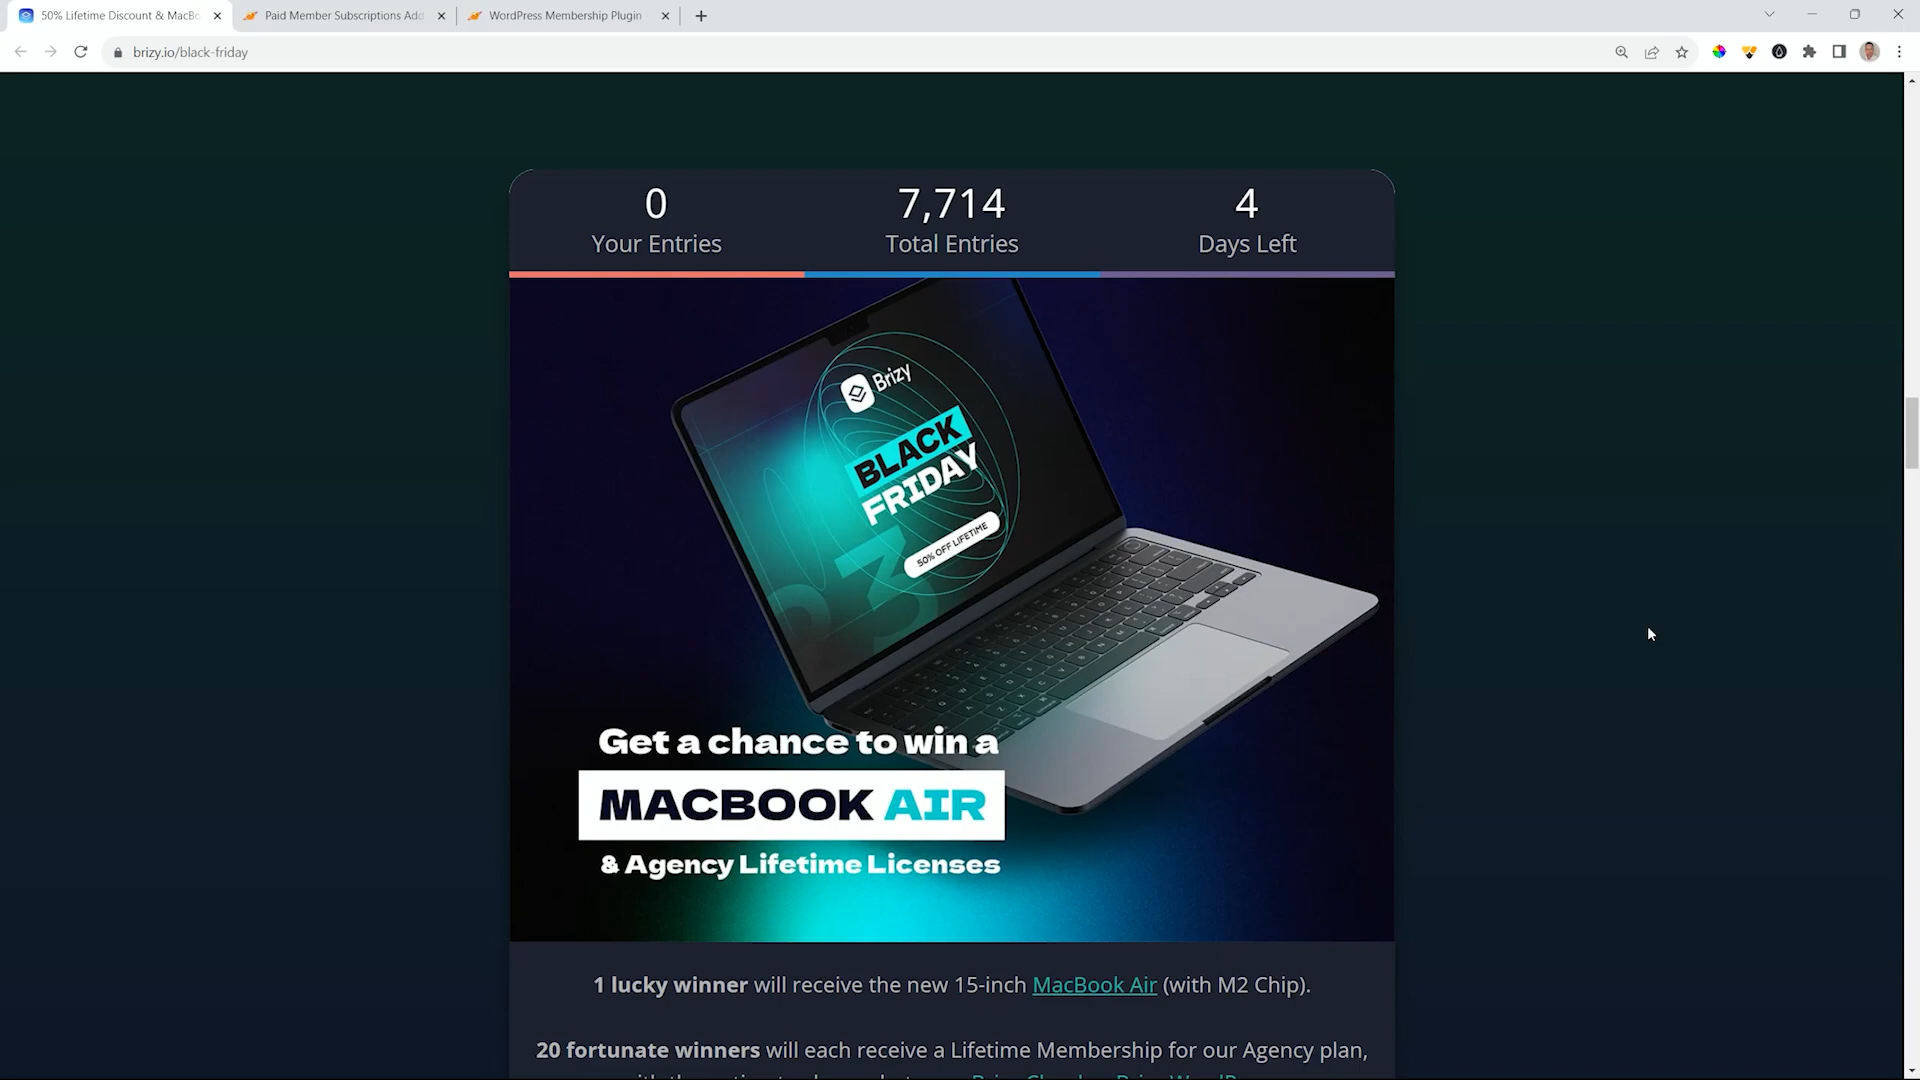 50% Lifetime Discount & MacBo
Paid Member Subscriptions Add
WordPress Membership Plugin
brizy.io/black-friday
0
7,714
4
Your Entries
Total Entries
Days Left
Brizy
BLACK
FRIDAY
50% OFF LIFETIME
Get a chance to win a
MACBOOK AIR
& Agency Lifetime Licenses
1 lucky winner will receive the new 15-inch MacBook Air (with M2 Chip).
20 fortunate winners will each receive a Lifetime Membership for our Agency plan,